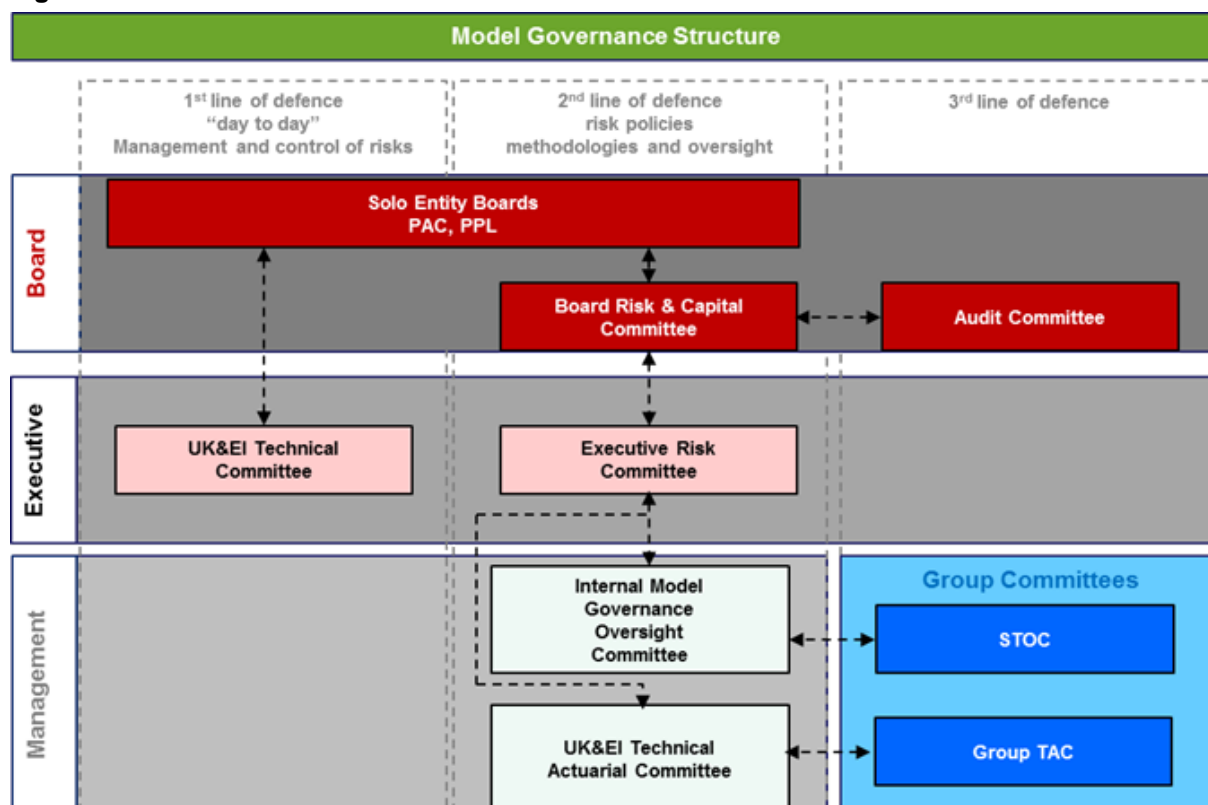 Model Governance Structure
1st line of defence
"day to day"
Management and control of risks
2nd line of defence
risk policies
methodologies and oversight
3rd line of defence
Board
Solo Entity Boards
PAC, PPL
Board Risk & Capital
Committee
Audit Committee
Executive
UK&EI Technical
Committee
Executive Risk
Committee
Management
Internal Model
Governance
Oversight
Committee
Group Committees
STOC
UK&EI Technical
Actuarial Committee
Group TAC